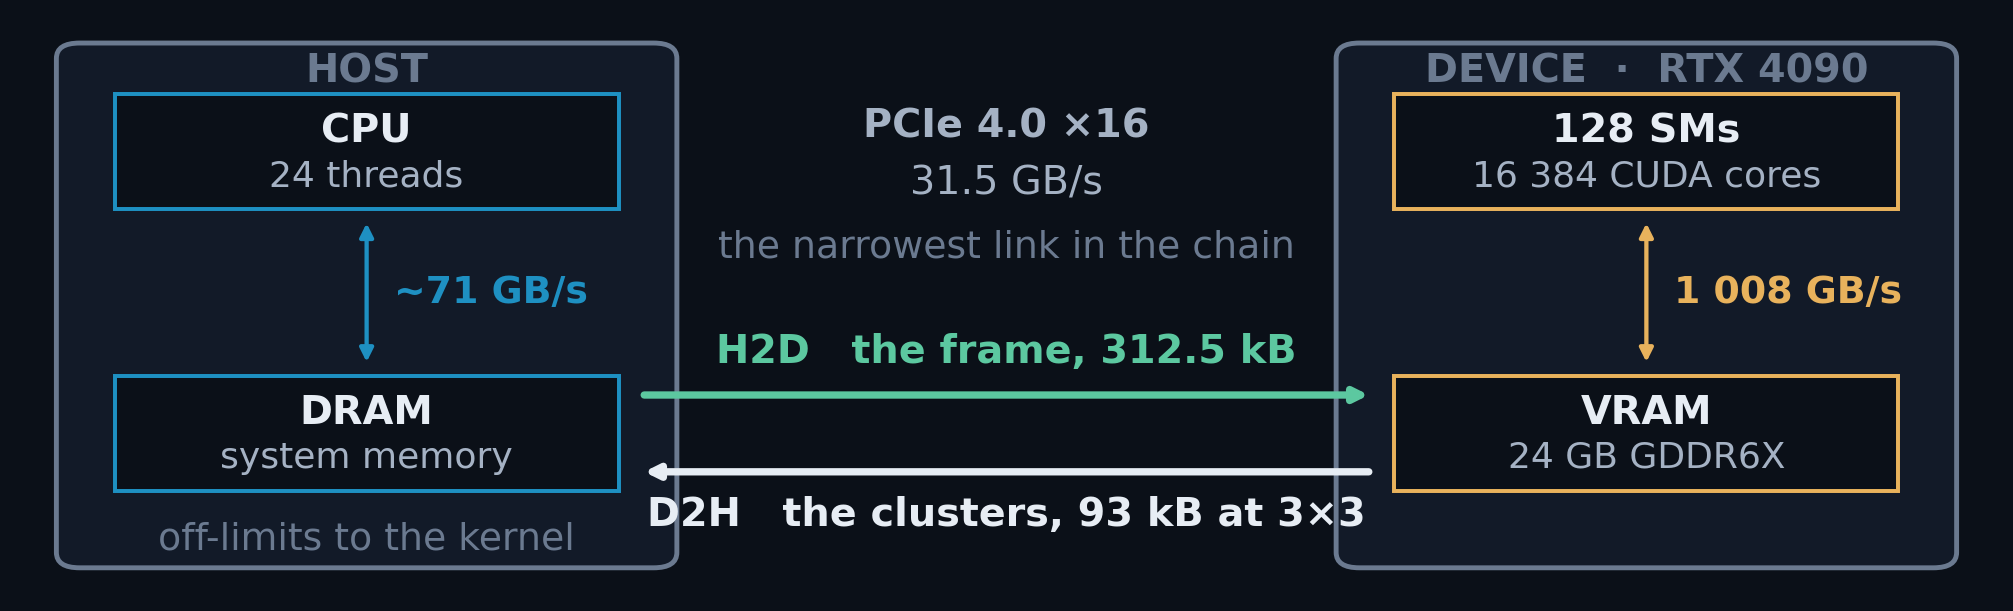 HOST
CPU
24 threads
~71 GB/s
DRAM
system memory
off-limits to the kernel
PCIe 4.0 ×16
31.5 GB/s
the narrowest link in the chain
H2D the frame, 312.5 kB
D2H the clusters, 93 kB at 3×3
DEVICE · RTX 4090
128 SMs
16 384 CUDA cores
1 008 GB/s
VRAM
24 GB GDDR6X